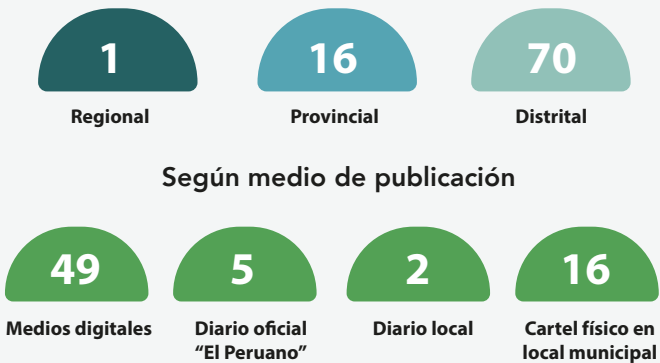 1
16
70
Regional
Provincial
Distrital
Según medio de publicación
49
5
2
16
Medios digitales
Diario oficial
“El Peruano”
Diario local
Cartel físico en
local municipal